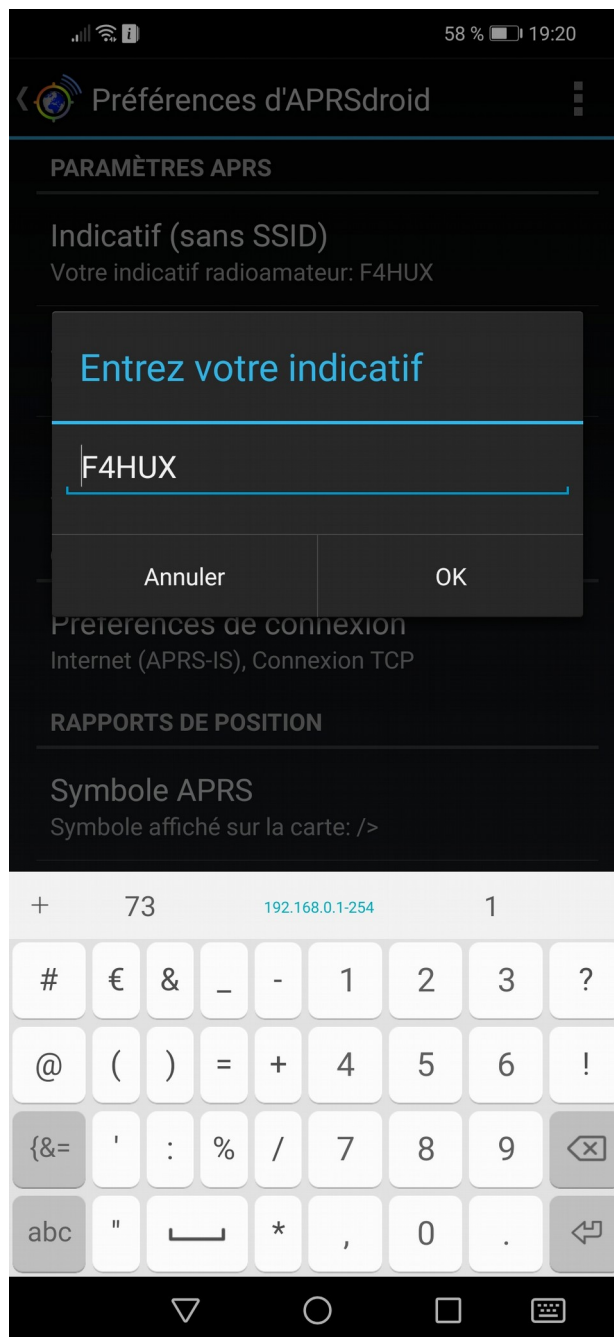 58 % 19:20
Préférences d'APRSdroid
PARAMÈTRES APRS
Indicatif (sans SSID)
Votre indicatif radioamateur: F4HUX
Entrez votre indicatif
F4HUX
Annuler OK
Préférences de connexion
Internet (APRS-IS), Connexion TCP
RAPPORTS DE POSITION
Symbole APRS
Symbole affiché sur la carte: />
+ 73 192.168.0.1-254 1
# € & _ - 1 2 3 ?
@ ( ) = + 4 5 6 !
{&= ' : % / 7 8 9
abc " * , 0 .